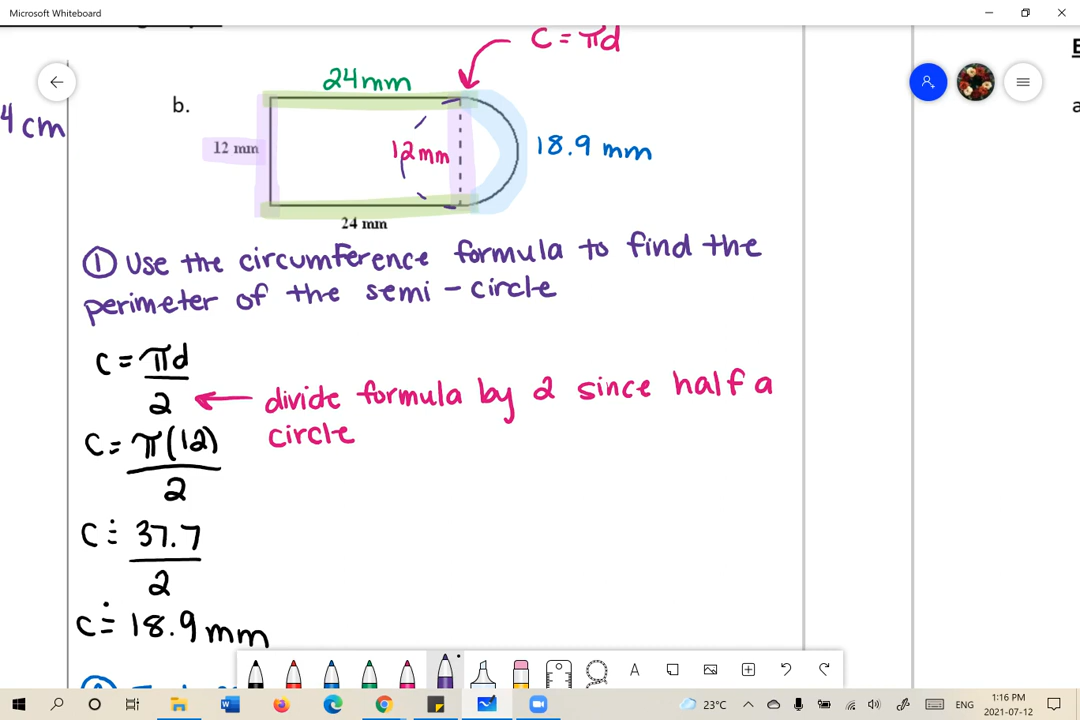 Microsoft Whiteboard
C = πd
24mm
b.
4 cm
12 mm
12mm
18.9 mm
24 mm
① Use the circumference formula to find the
perimeter of the semi-circle
C = πd
2
divide formula by 2 since half a
circle
C = π(12)
2
C ≐ 37.7
2
C ≐ 18.9 mm
A
23°C
ENG
1:16 PM
2021-07-12
E
a